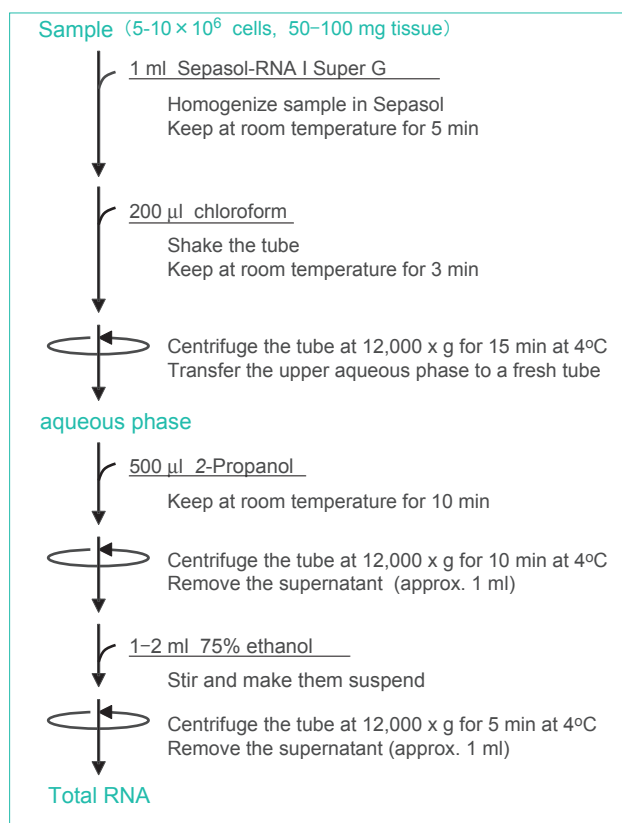 Sample（5-10×10⁶ cells, 50–100 mg tissue）
1 ml Sepasol-RNA I Super G
Homogenize sample in Sepasol
Keep at room temperature for 5 min
200 μl chloroform
Shake the tube
Keep at room temperature for 3 min
Centrifuge the tube at 12,000 x g for 15 min at 4ºC
Transfer the upper aqueous phase to a fresh tube
aqueous phase
500 μl 2-Propanol
Keep at room temperature for 10 min
Centrifuge the tube at 12,000 x g for 10 min at 4ºC
Remove the supernatant (approx. 1 ml)
1–2 ml 75% ethanol
Stir and make them suspend
Centrifuge the tube at 12,000 x g for 5 min at 4ºC
Remove the supernatant (approx. 1 ml)
Total RNA